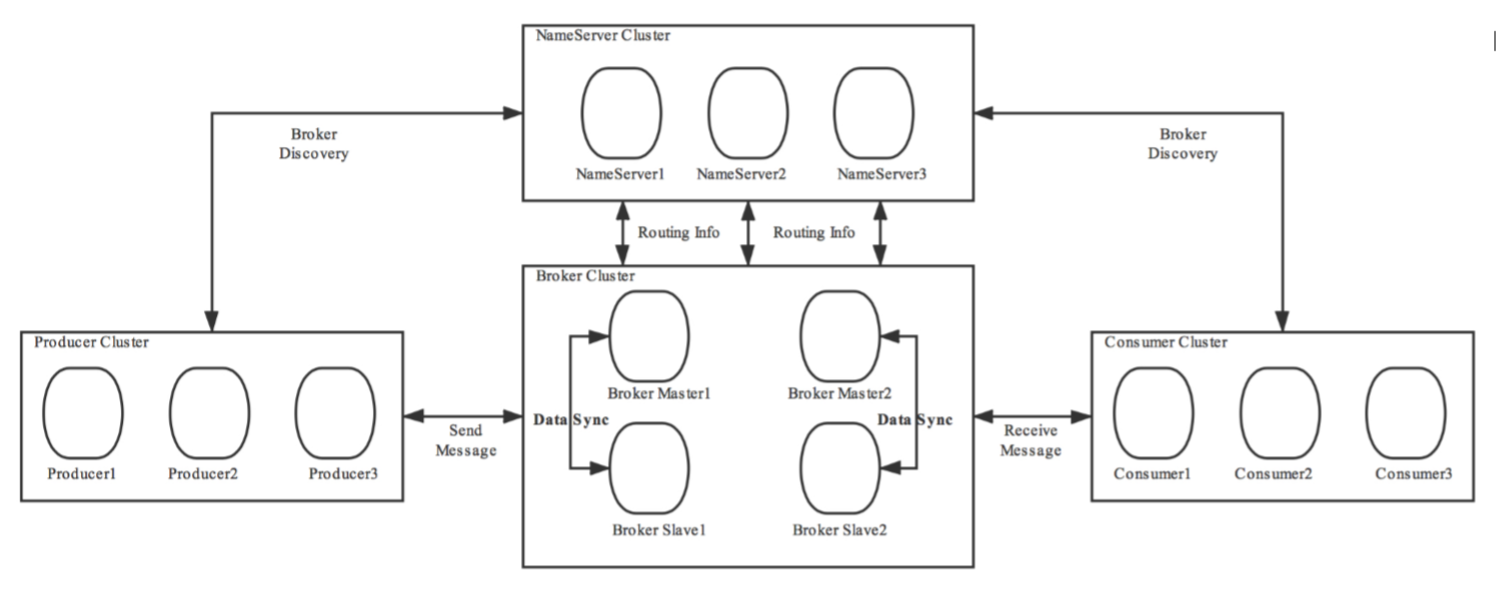 NameServer Cluster
NameServer1
NameServer2
NameServer3
Broker
Discovery
Broker
Discovery
Routing Info
Routing Info
Broker Cluster
Broker Master1
Broker Master2
Data Sync
Data Sync
Broker Slave1
Broker Slave2
Producer Cluster
Producer1
Producer2
Producer3
Send
Message
Receive
Message
Consumer Cluster
Consumer1
Consumer2
Consumer3